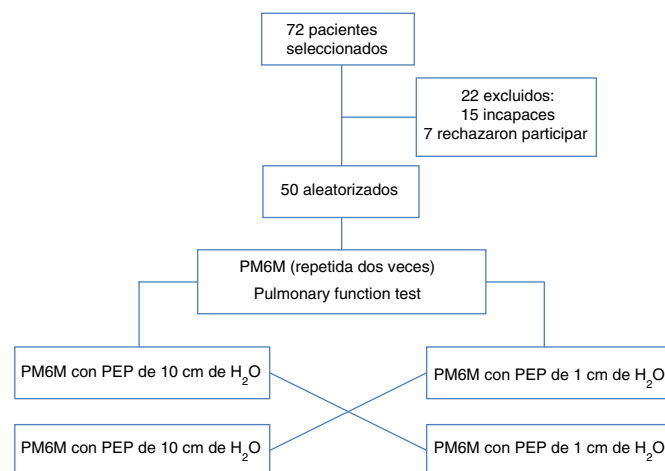 72 pacientes
seleccionados
22 excluidos:
15 incapaces
7 rechazaron participar
50 aleatorizados
PM6M (repetida dos veces)
Pulmonary function test
PM6M con PEP de 10 cm de H₂O
PM6M con PEP de 1 cm de H₂O
PM6M con PEP de 10 cm de H₂O
PM6M con PEP de 1 cm de H₂O